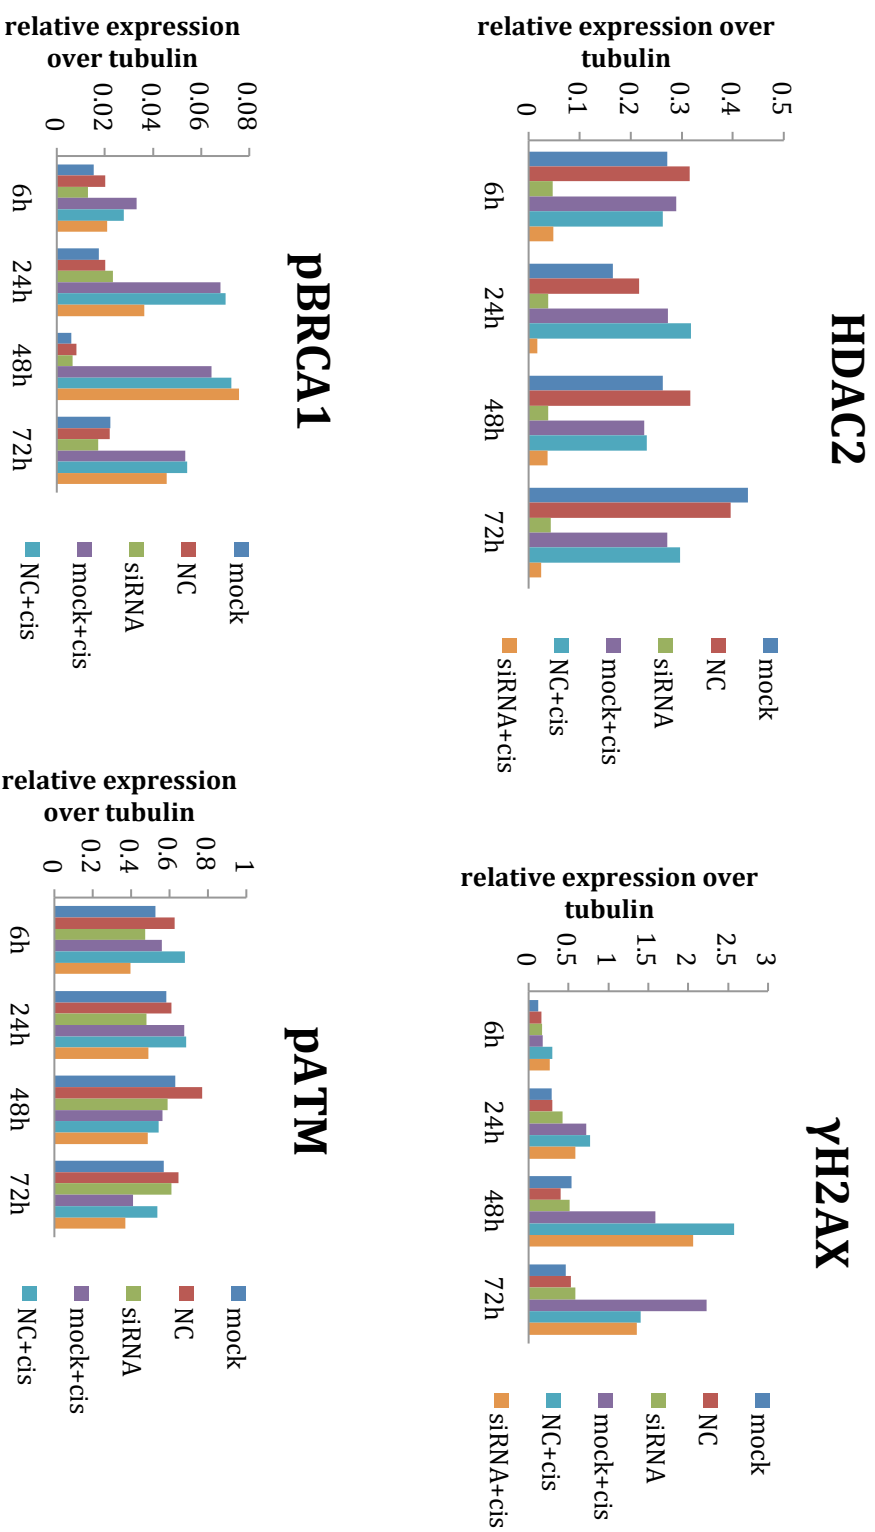 HDAC2
relative expression over
tubulin
0.5
0.4
0.3
0.2
0.1
0
6h
24h
48h
72h
mock
NC
siRNA
mock+cis
NC+cis
siRNA+cis
γH2AX
relative expression over
tubulin
3
2.5
2
1.5
1
0.5
0
6h
24h
48h
72h
mock
NC
siRNA
mock+cis
NC+cis
siRNA+cis
pBRCA1
relative expression
over tubulin
0.08
0.06
0.04
0.02
0
6h
24h
48h
72h
mock
NC
siRNA
mock+cis
NC+cis
pATM
relative expression
over tubulin
1
0.8
0.6
0.4
0.2
0
6h
24h
48h
72h
mock
NC
siRNA
mock+cis
NC+cis